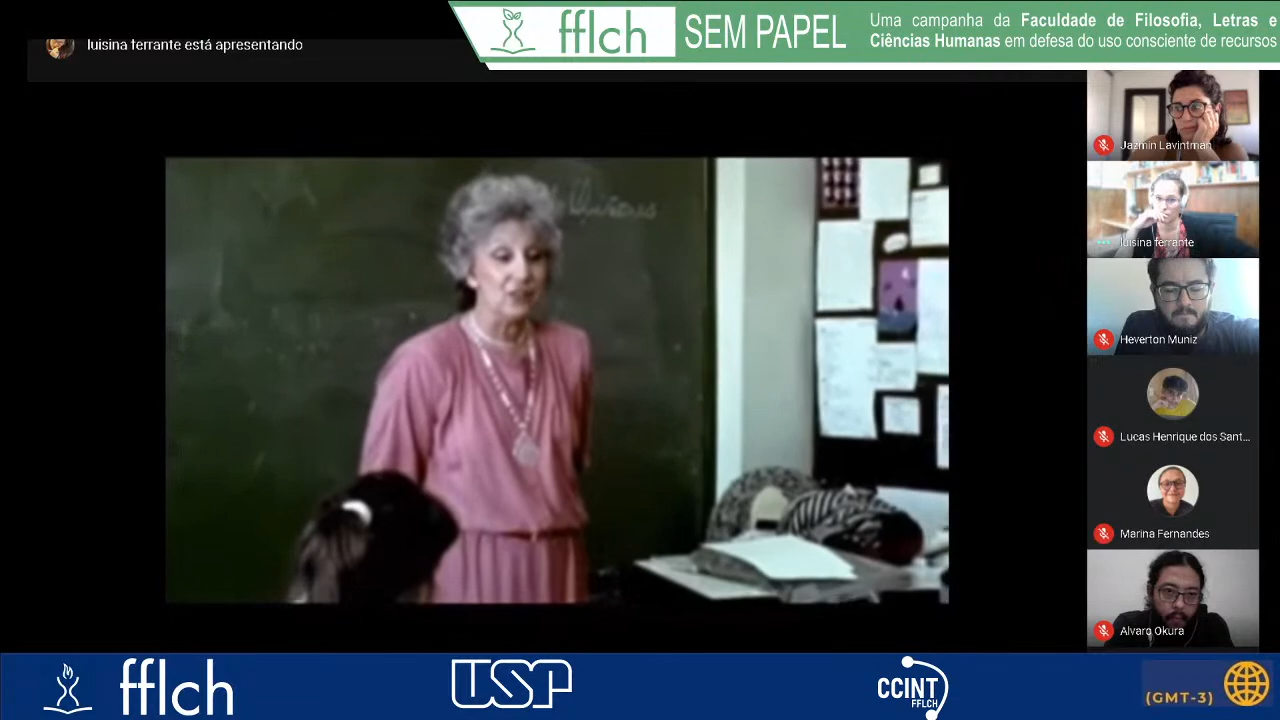 luisina ferrante está apresentando
fflch
SEM PAPEL
Uma campanha da Faculdade de Filosofia, Letras e
Ciências Humanas em defesa do uso consciente de recursos
Jazmin Lavintman
luisina ferrante
Heverton Muniz
Lucas Henrique dos Sant...
Marina Fernandes
Alvaro Okura
fflch
USP
CCINT
FFLCH
(GMT-3)